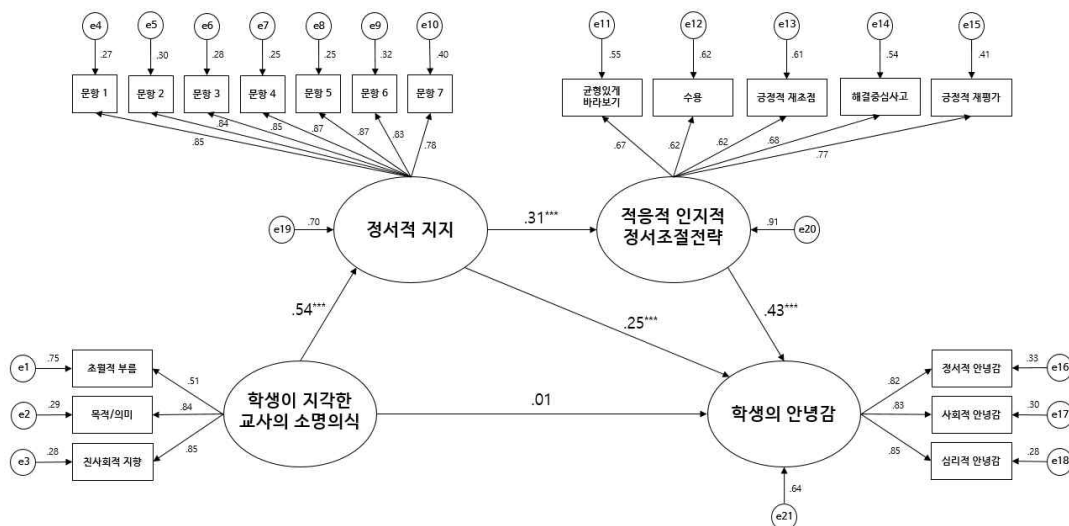 e4 e5 e6 e7 e8 e9 e10
.27 .30 .28 .25 .25 .32 .40
문항 1 문항 2 문항 3 문항 4 문항 5 문항 6 문항 7
.85 .84 .85 .87 .87 .83 .78
e11 e12 e13 e14 e15
.55 .62 .61 .54 .41
균형있게
바라보기
수용 긍정적 재초점 해결중심사고 긍정적 재평가
.67 .62 .62 .68 .77
e19 .70
정서적 지지
.31***
적응적 인지적
정서조절전략
.91 e20
.54*** .25*** .43***
e1 .75 초월적 부름 .51
e2 .29 목적/의미 .84
e3 .28 친사회적 지향 .85
학생이 지각한
교사의 소명의식
.01
학생의 안녕감
.82 정서적 안녕감 .33 e16
.83 사회적 안녕감 .30 e17
.85 심리적 안녕감 .28 e18
.64
e21